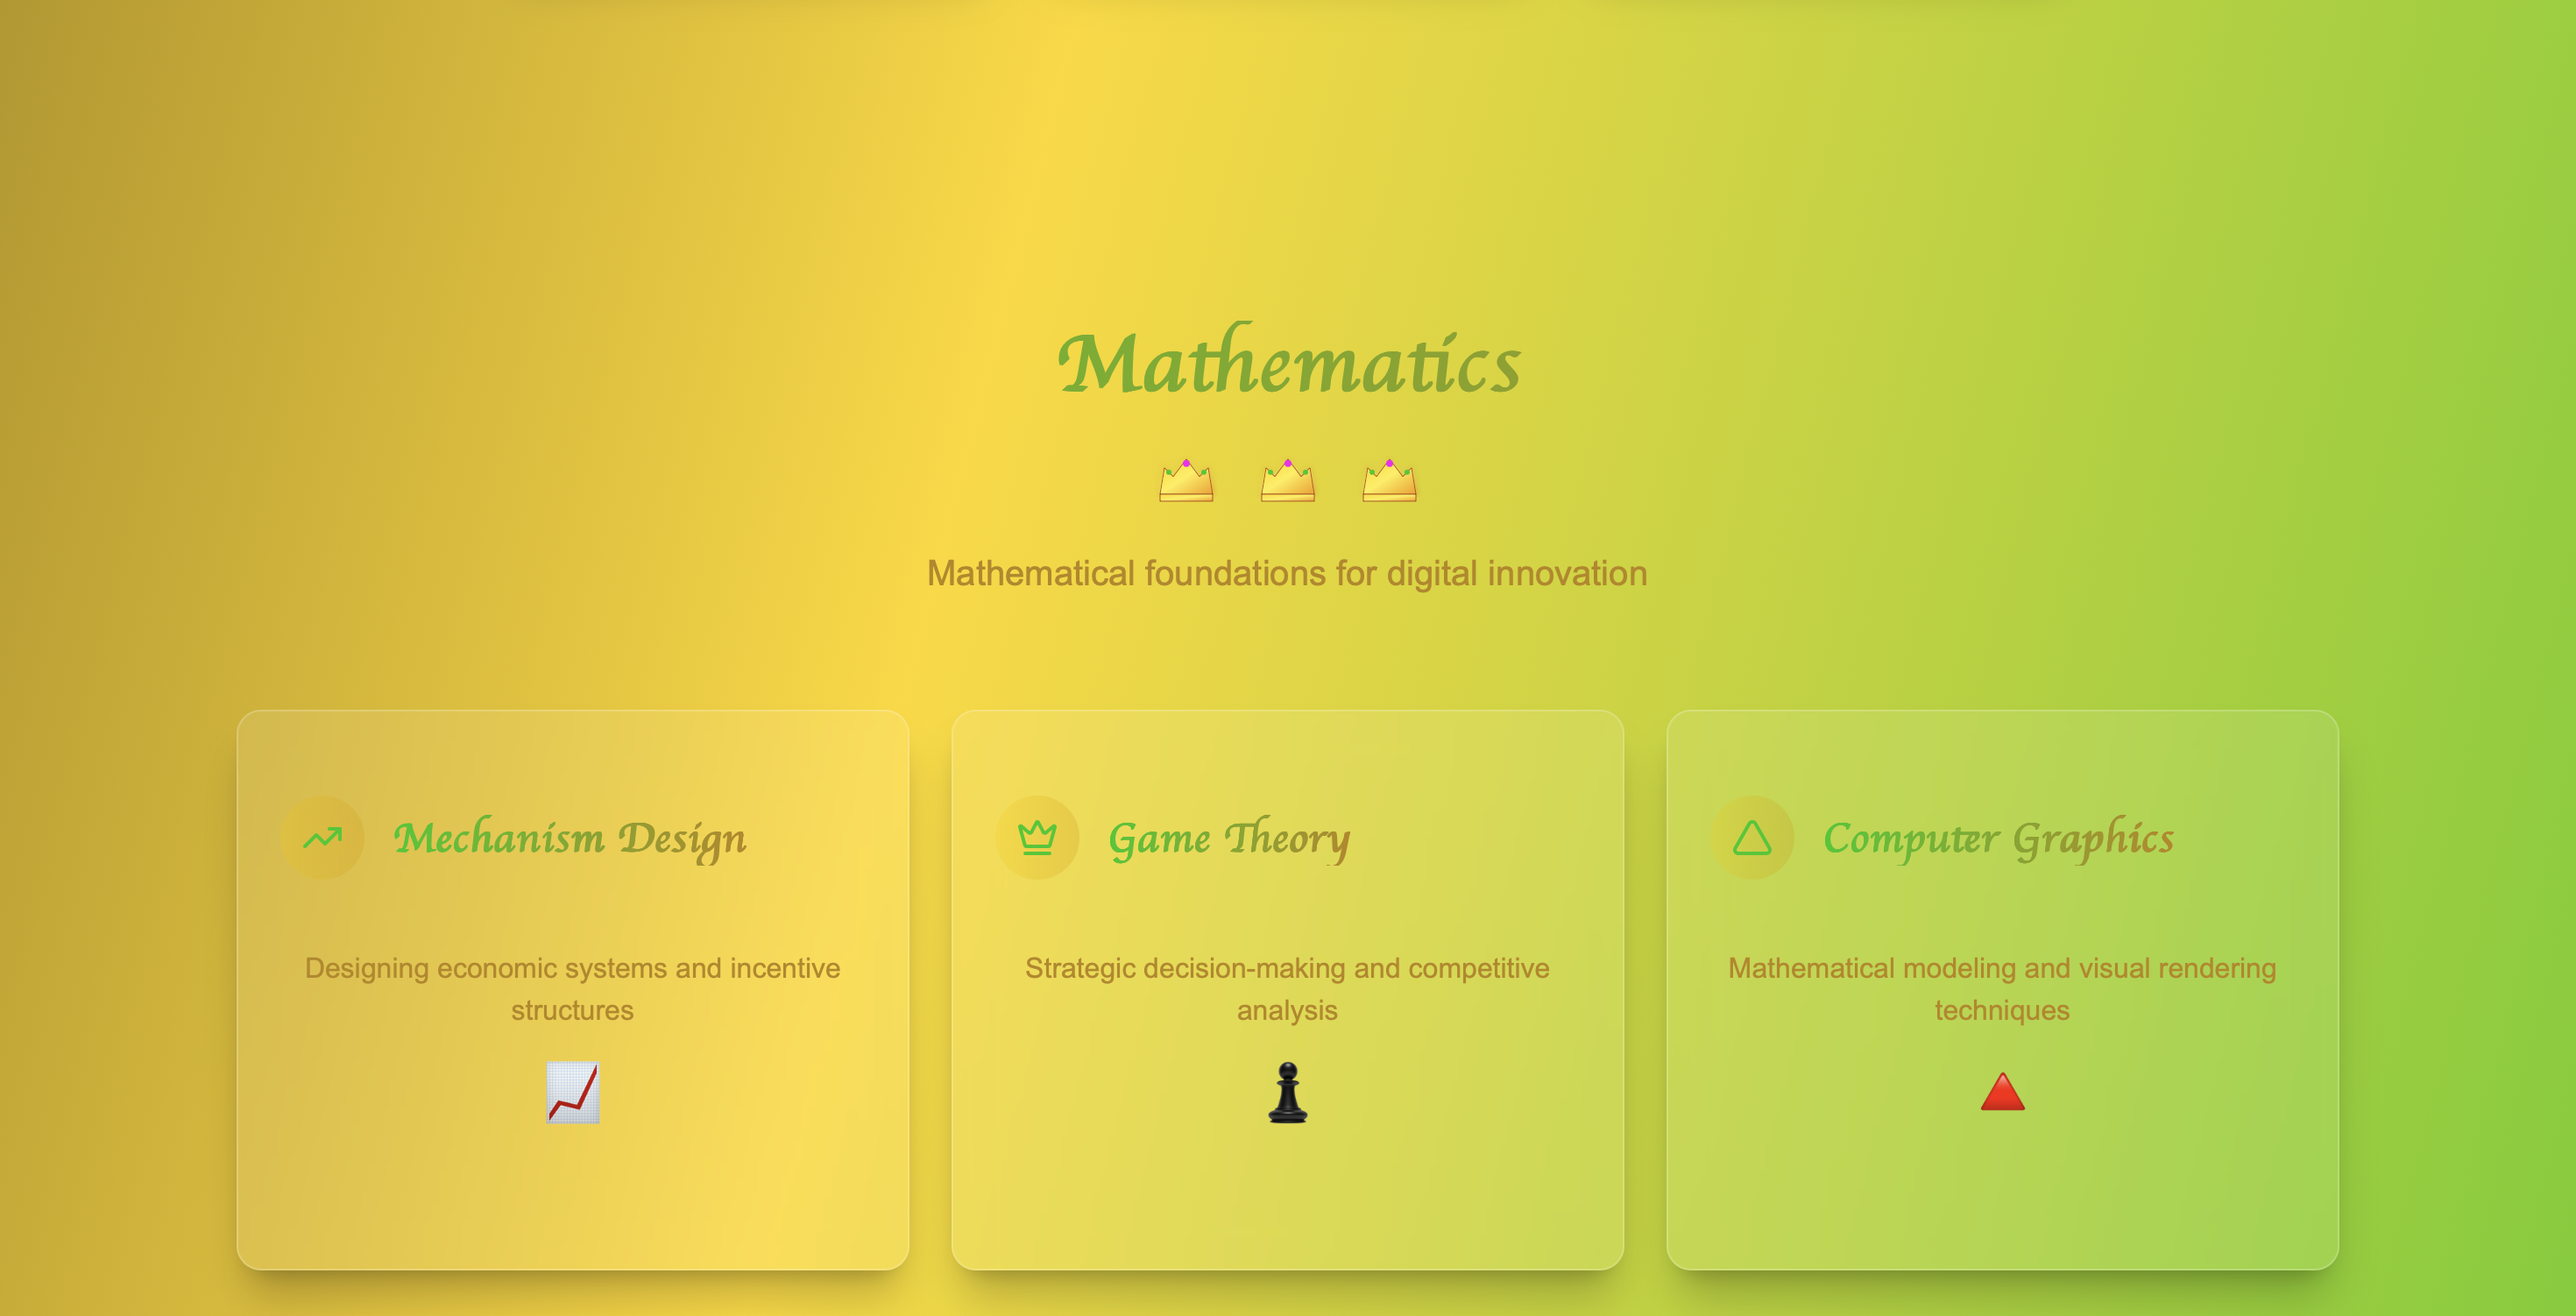 Mathematics
Mathematical foundations for digital innovation
Mechanism Design
Designing economic systems and incentive
structures
Game Theory
Strategic decision-making and competitive
analysis
Computer Graphics
Mathematical modeling and visual rendering
techniques